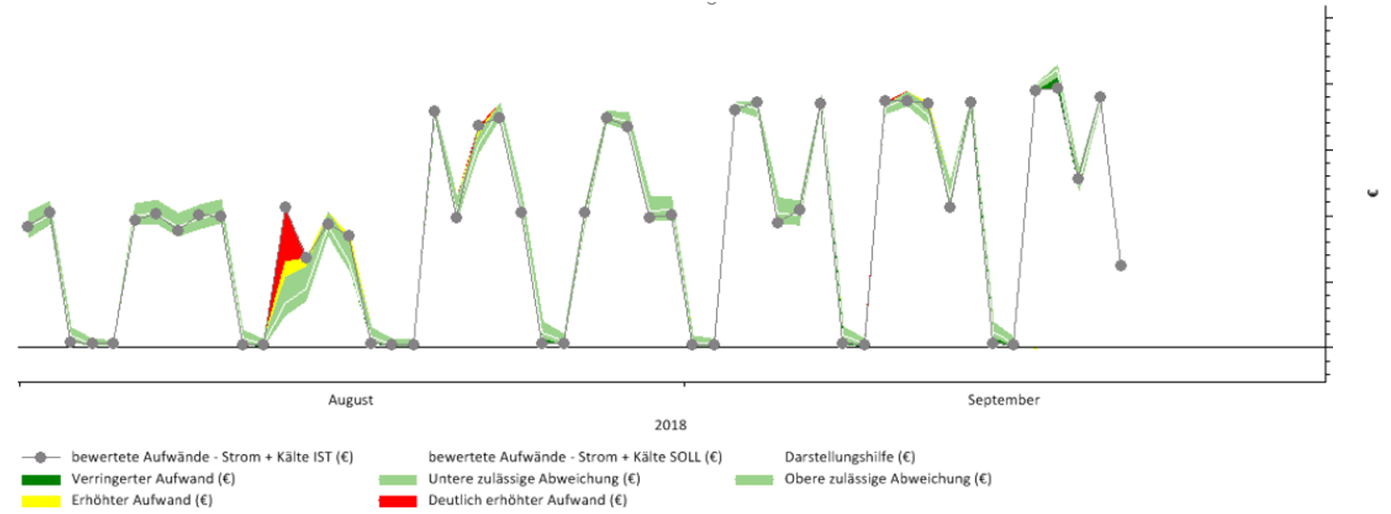 €
August
September
2018
bewertete Aufwände - Strom + Kälte IST (€)
bewertete Aufwände - Strom + Kälte SOLL (€)
Darstellungshilfe (€)
Verringerter Aufwand (€)
Untere zulässige Abweichung (€)
Obere zulässige Abweichung (€)
Erhöhter Aufwand (€)
Deutlich erhöhter Aufwand (€)